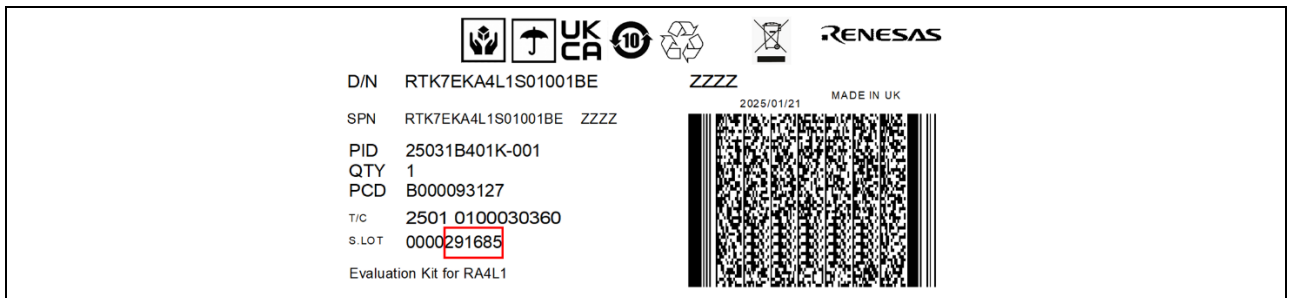 UK
CA
10
RENESAS
D/N RTK7EKA4L1S01001BE ZZZZ
2025/01/21 MADE IN UK
SPN RTK7EKA4L1S01001BE ZZZZ
PID 25031B401K-001
QTY 1
PCD B000093127
T/C 2501 0100030360
S.LOT 0000291685
Evaluation Kit for RA4L1